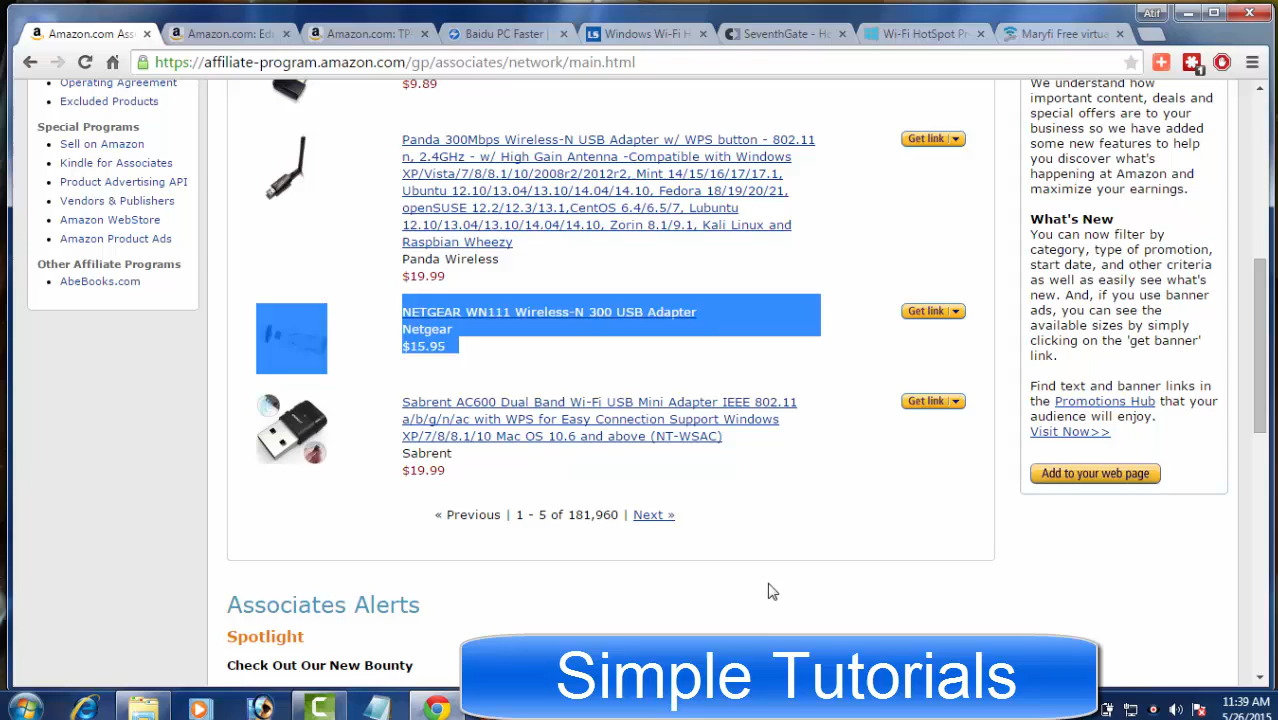 Atif
Amazon.com Ass
Amazon.com: Edi
Amazon.com: TP-
Baidu PC Faster |
LS Windows Wi-Fi H
SeventhGate - Ho
Wi-Fi HotSpot Pr
Maryfi Free virtua
https://affiliate-program.amazon.com/gp/associates/network/main.html
1
Operating Agreement
Excluded Products
Special Programs
Sell on Amazon
Kindle for Associates
Product Advertising API
Vendors & Publishers
Amazon WebStore
Amazon Product Ads
Other Affiliate Programs
AbeBooks.com
$9.89
Panda 300Mbps Wireless-N USB Adapter w/ WPS button - 802.11
n, 2.4GHz - w/ High Gain Antenna -Compatible with Windows
XP/Vista/7/8/8.1/10/2008r2/2012r2, Mint 14/15/16/17/17.1,
Ubuntu 12.10/13.04/13.10/14.04/14.10, Fedora 18/19/20/21,
openSUSE 12.2/12.3/13.1,CentOS 6.4/6.5/7, Lubuntu
12.10/13.04/13.10/14.04/14.10, Zorin 8.1/9.1, Kali Linux and
Raspbian Wheezy
Panda Wireless
$19.99
Get link
NETGEAR WN111 Wireless-N 300 USB Adapter
Netgear
$15.95
Get link
Sabrent AC600 Dual Band Wi-Fi USB Mini Adapter IEEE 802.11
a/b/g/n/ac with WPS for Easy Connection Support Windows
XP/7/8/8.1/10 Mac OS 10.6 and above (NT-WSAC)
Sabrent
$19.99
Get link
« Previous | 1 - 5 of 181,960 | Next »
We understand how
important content, deals and
special offers are to your
business so we have added
some new features to help
you discover what's
happening at Amazon and
maximize your earnings.
What's New
You can now filter by
category, type of promotion,
start date, and other criteria
as well as easily see what's
new. And, if you use banner
ads, you can see the
available sizes by simply
clicking on the 'get banner'
link.
Find text and banner links in
the Promotions Hub that your
audience will enjoy.
Visit Now>>
Add to your web page
Associates Alerts
Spotlight
Check Out Our New Bounty
Simple Tutorials
11:39 AM
5/26/2015